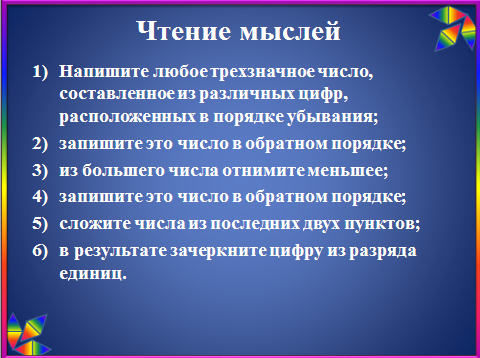 Чтение мыслей
1) Напишите любое трехзначное число,
составленное из различных цифр,
расположенных в порядке убывания;
2) запишите это число в обратном порядке;
3) из большего числа отнимите меньшее;
4) запишите это число в обратном порядке;
5) сложите числа из последних двух пунктов;
6) в результате зачеркните цифру из разряда
единиц.